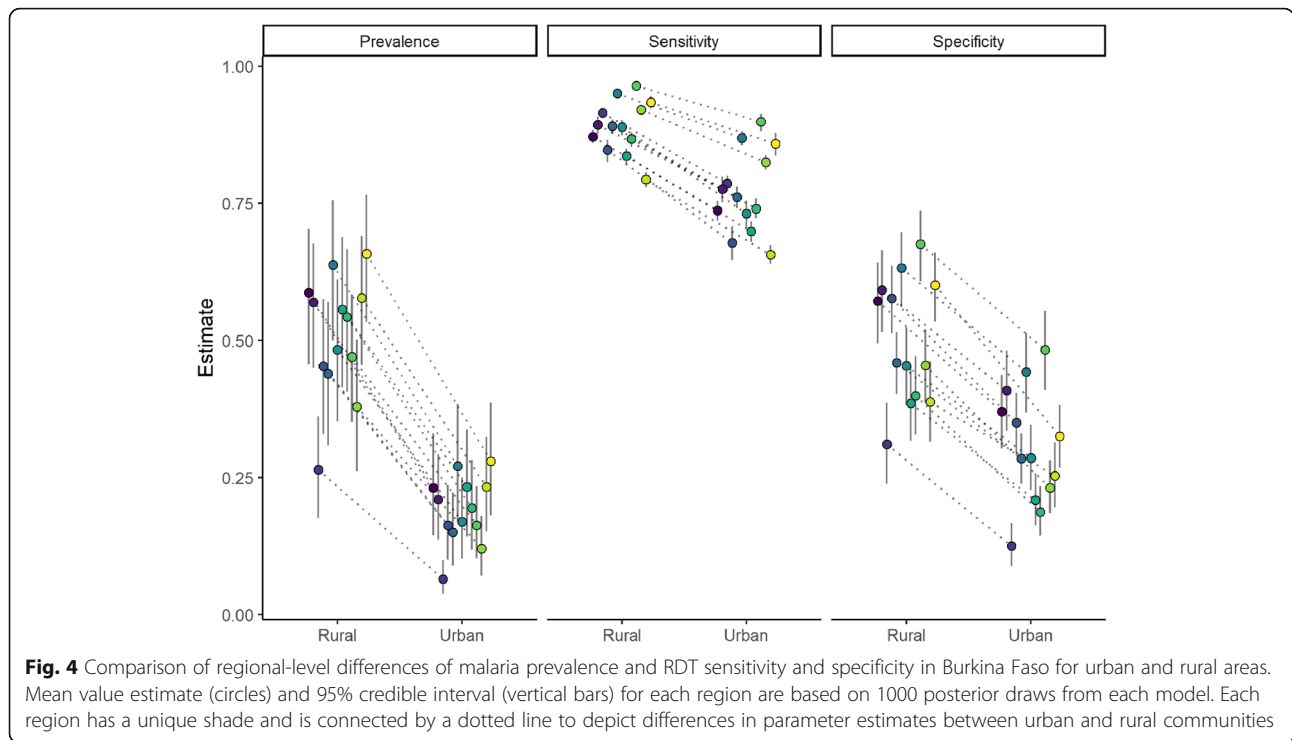 Prevalence Sensitivity Specificity
1.00
0.75
0.50
0.25
0.00
Estimate
Rural Urban Rural Urban Rural Urban
Fig. 4 Comparison of regional-level differences of malaria prevalence and RDT sensitivity and specificity in Burkina Faso for urban and rural areas.
Mean value estimate (circles) and 95% credible interval (vertical bars) for each region are based on 1000 posterior draws from each model. Each
region has a unique shade and is connected by a dotted line to depict differences in parameter estimates between urban and rural communities